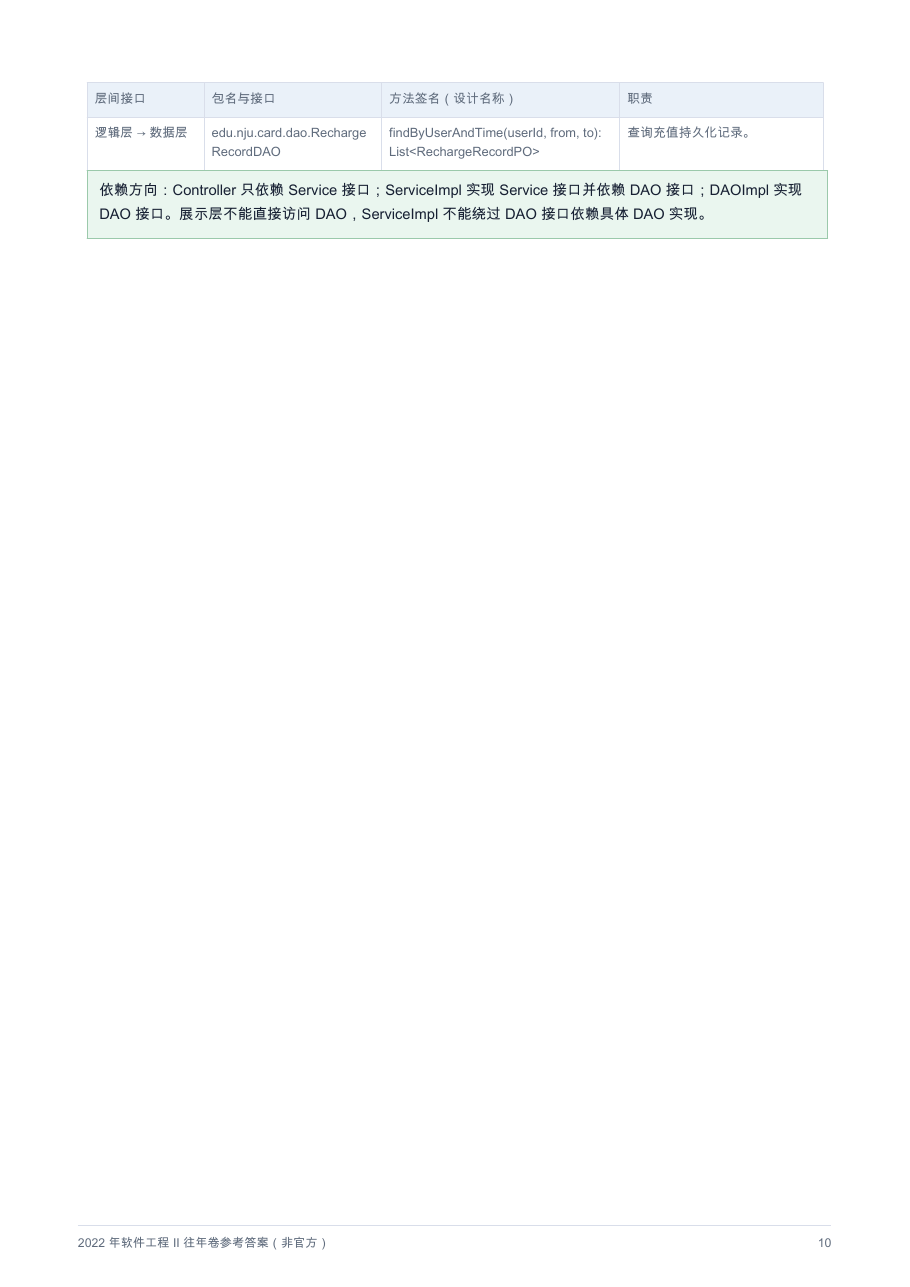 层间接口 包名与接口 方法签名（设计名称） 职责
逻辑层 → 数据层 edu.nju.card.dao.Recharge findByUserAndTime(userId, from, to): 查询充值持久化记录。
RecordDAO List<RechargeRecordPO>
依赖方向：Controller 只依赖 Service 接口；ServiceImpl 实现 Service 接口并依赖 DAO 接口；DAOImpl 实现
DAO 接口。展示层不能直接访问 DAO，ServiceImpl 不能绕过 DAO 接口依赖具体 DAO 实现。
2022 年软件工程 II 往年卷参考答案（非官方） 10